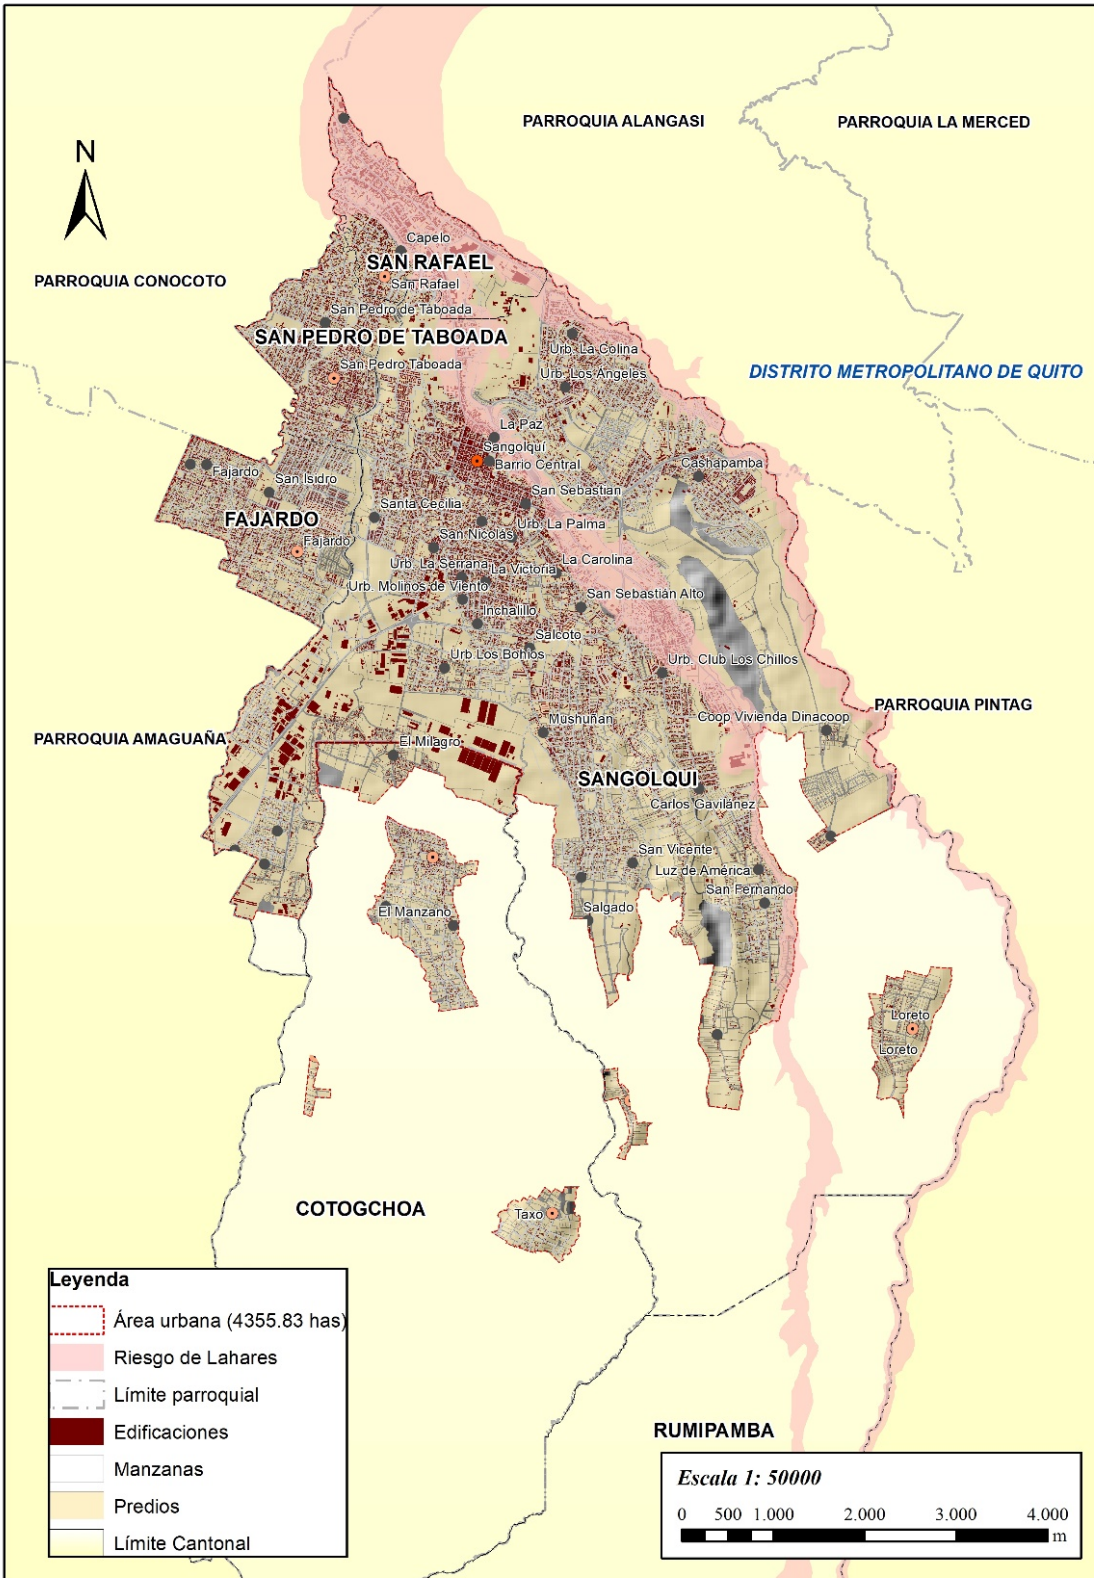 PARROQUIA ALANGASI
PARROQUIA LA MERCED
N
PARROQUIA CONOCOTO
Capelo
SAN RAFAEL
San Rafael
San Pedro de Taboada
SAN PEDRO DE TABOADA
San Pedro Taboada
Urb. La Colina
Urb. Los Angeles
DISTRITO METROPOLITANO DE QUITO
La Paz
Sangolquí
Barrio Central
Cashapamba
Fajardo
San Isidro
Santa Cecilia
San Sebastian
FAJARDO
Urb. La Palma
San Nicolas
Fajardo
Urb. La Serrana
La Victoria
La Carolina
Urb. Molinos de Viento
San Sebastián Alto
Inchalillo
Salcoto
Urb Los Bohios
Urb. Club Los Chillos
PARROQUIA PINTAG
Coop Vivienda Dinacoop
Mushuñan
PARROQUIA AMAGUAÑA
El Milagro
SANGOLQUI
Carlos Gavilánez
San Vicente
Luz de América
San Fernando
El Manzano
Salgado
Loreto
Loreto
COTOGCHOA
Taxo
Leyenda
Área urbana (4355.83 has)
Riesgo de Lahares
Límite parroquial
Edificaciones
Manzanas
Predios
Límite Cantonal
RUMIPAMBA
Escala 1: 50000
0 500 1.000 2.000 3.000 4.000
m